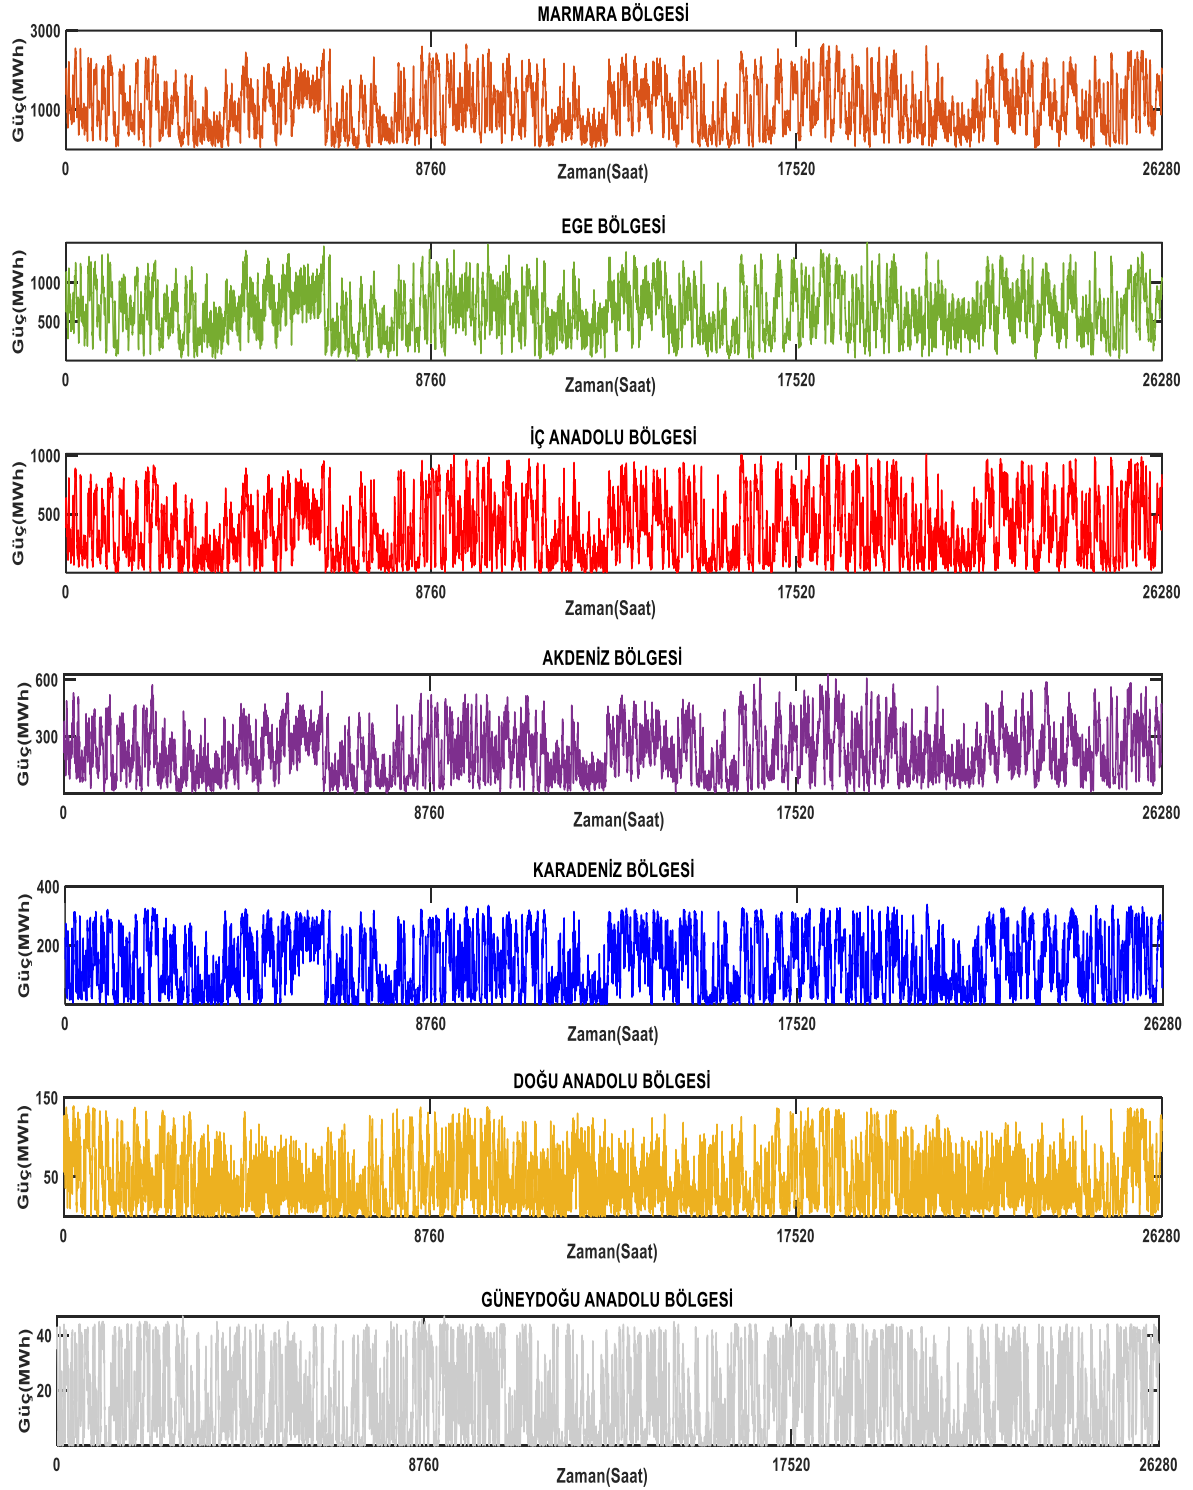 MARMARA BÖLGESİ
3000
1000
Güç(MWh)
0 8760 17520 26280
Zaman(Saat)
EGE BÖLGESİ
1000
500
Güç(MWh)
0 8760 17520 26280
Zaman(Saat)
İÇ ANADOLU BÖLGESİ
1000
500
Güç(MWh)
0 8760 17520 26280
Zaman(Saat)
AKDENİZ BÖLGESİ
600
300
Güç(MWh)
0 8760 17520 26280
Zaman(Saat)
KARADENİZ BÖLGESİ
400
200
Güç(MWh)
0 8760 17520 26280
Zaman(Saat)
DOĞU ANADOLU BÖLGESİ
150
50
Güç(MWh)
0 8760 17520 26280
Zaman(Saat)
GÜNEYDOĞU ANADOLU BÖLGESİ
40
20
Güç(MWh)
0 8760 17520 26280
Zaman(Saat)